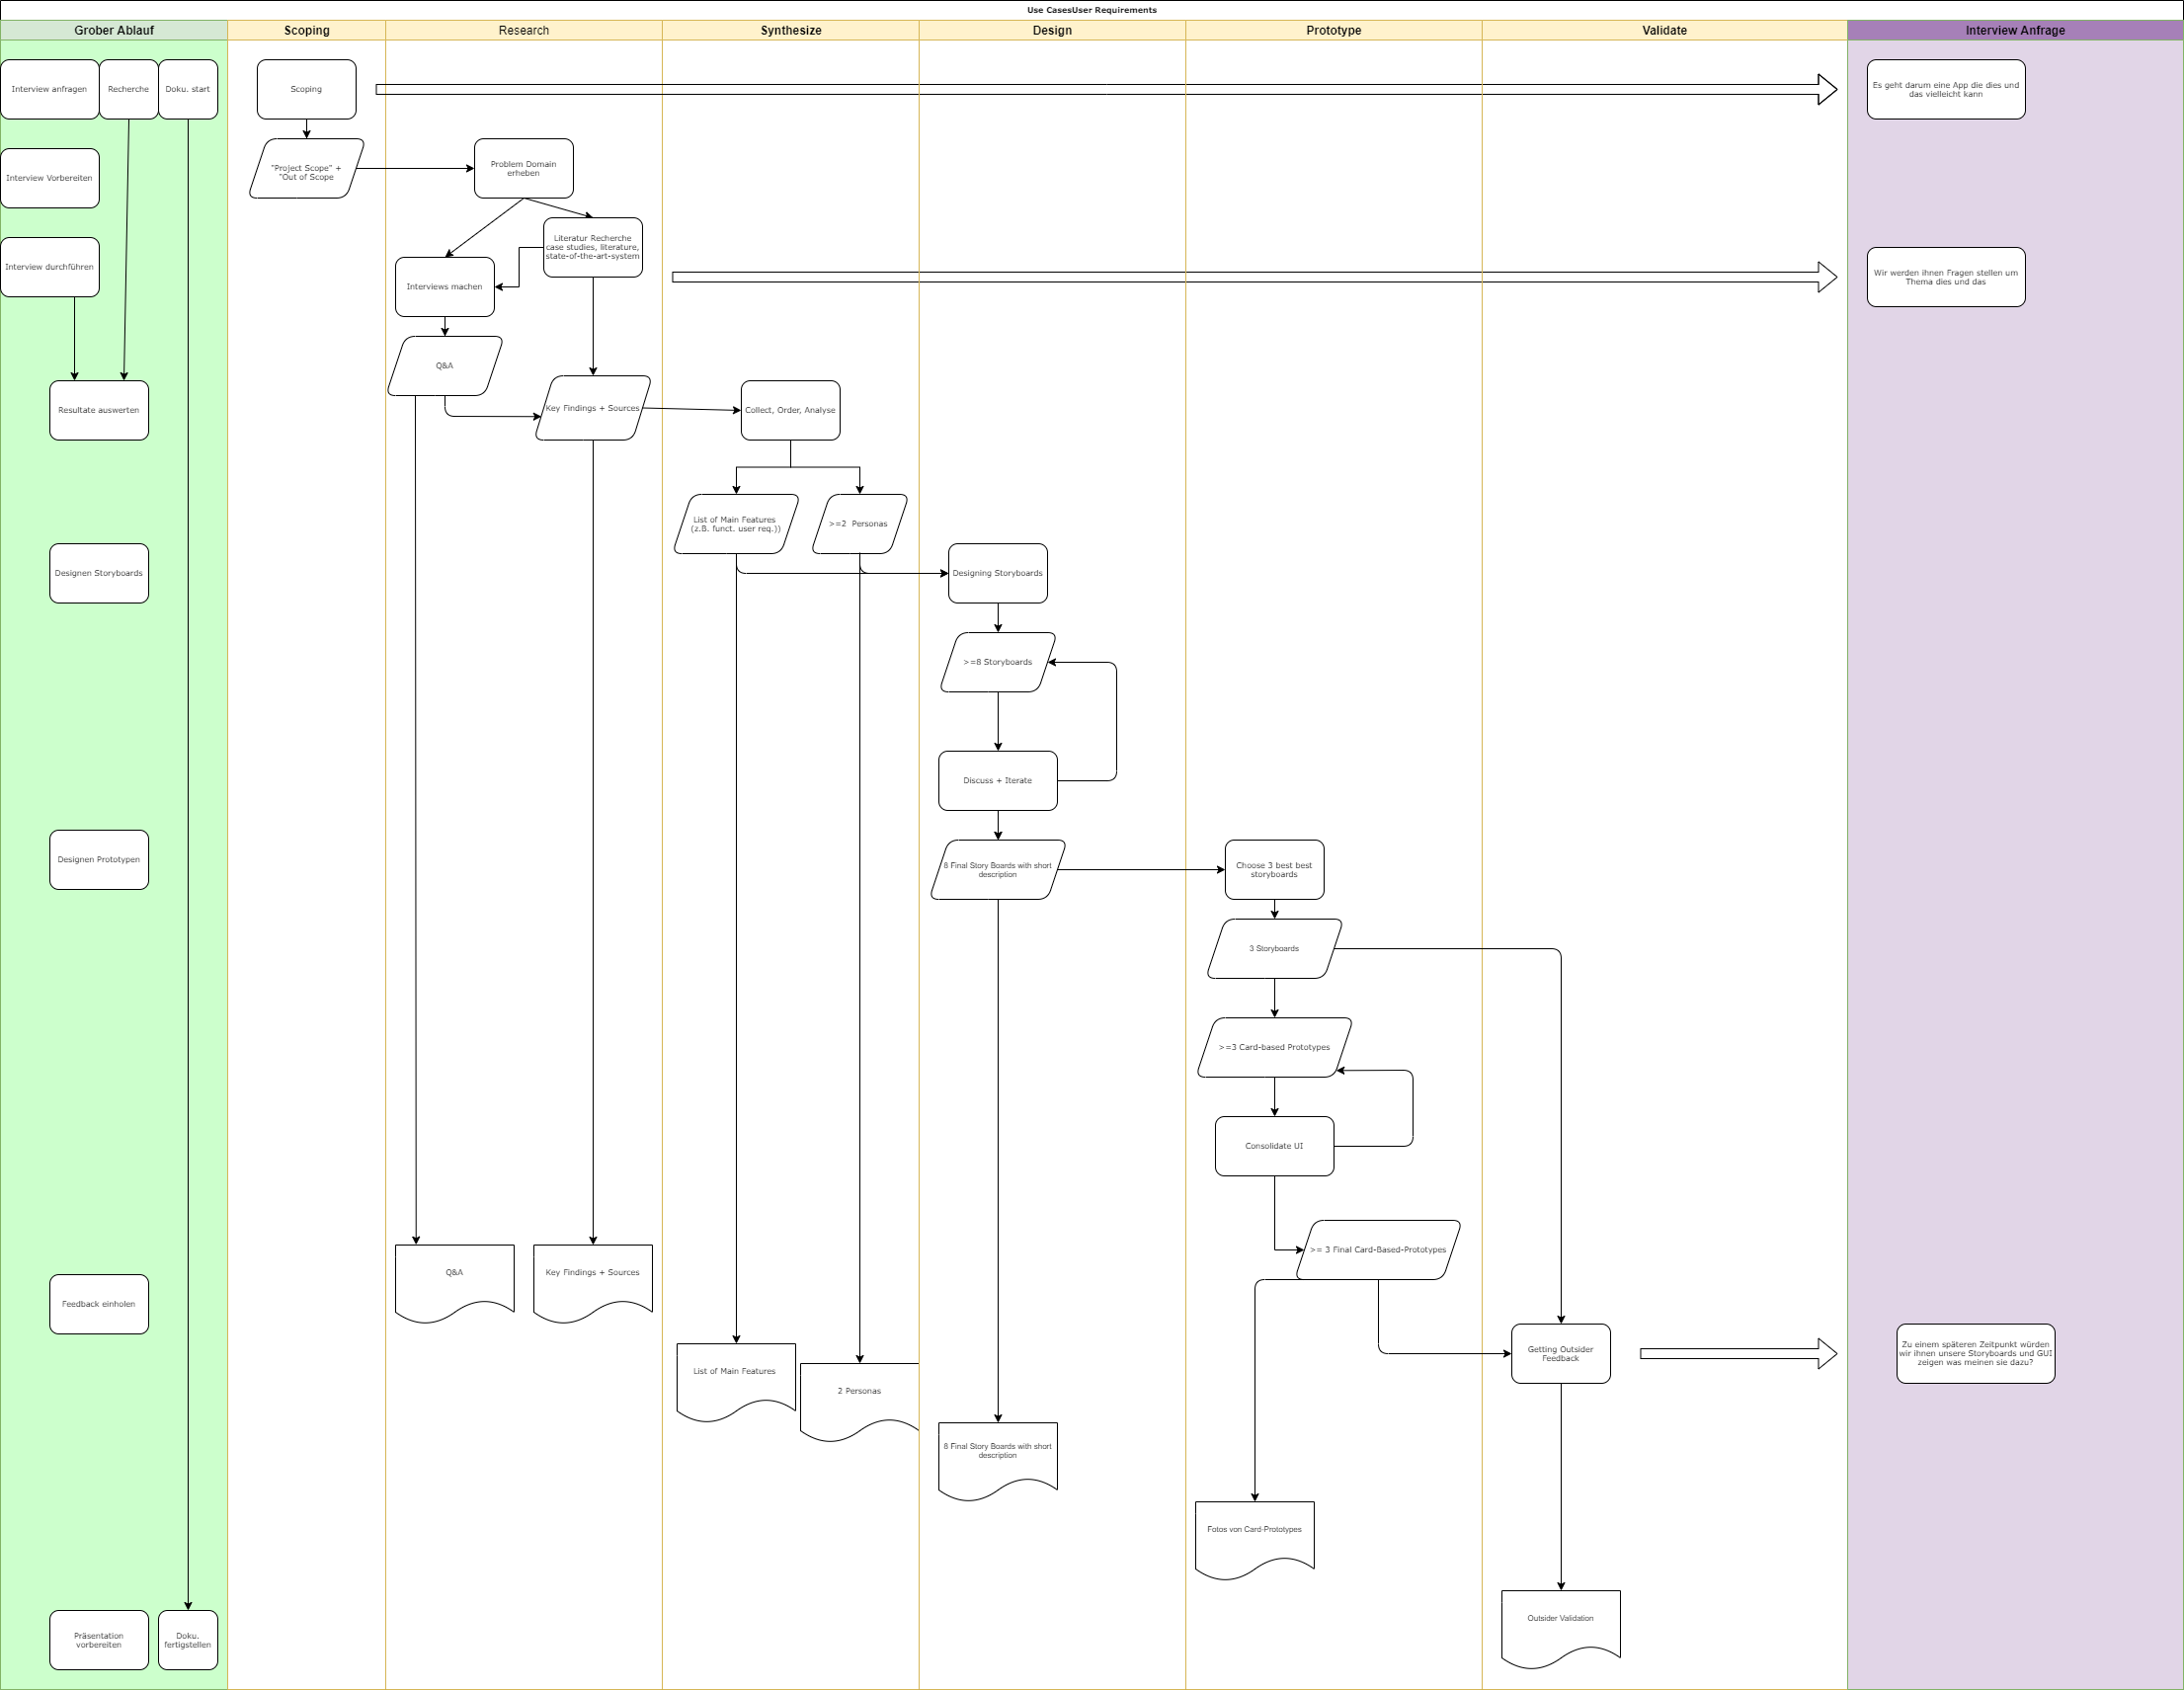 Use CasesUser Requirements
Grober Ablauf
Scoping
Research
Synthesize
Design
Prototype
Validate
Interview Anfrage
Interview anfragen
Recherche
Doku. start
Interview Vorbereiten
Interview durchführen
Resultate auswerten
Designen Storyboards
Designen Prototypen
Feedback einholen
Präsentation
vorbereiten
Doku.
fertigstellen
Scoping
"Project Scope" +
"Out of Scope
Problem Domain
erheben
Literatur Recherche
case studies, literature,
state-of-the-art-system
Interviews machen
Q&A
Key Findings + Sources
Q&A
Key Findings + Sources
Collect, Order, Analyse
List of Main Features
(z.B. funct. user req.))
>=2 Personas
List of Main Features
2 Personas
Designing Storyboards
>=8 Storyboards
Discuss + Iterate
8 Final Story Boards with short
description
8 Final Story Boards with short
description
Choose 3 best best
storyboards
3 Storyboards
>=3 Card-based Prototypes
Consolidate UI
>= 3 Final Card-Based-Prototypes
Fotos von Card-Prototypes
Getting Outsider
Feedback
Outsider Validation
Es geht darum eine App die dies und
das vielleicht kann
Wir werden ihnen Fragen stellen um
Thema dies und das
Zu einem späteren Zeitpunkt würden
wir ihnen unsere Storyboards und GUI
zeigen was meinen sie dazu?